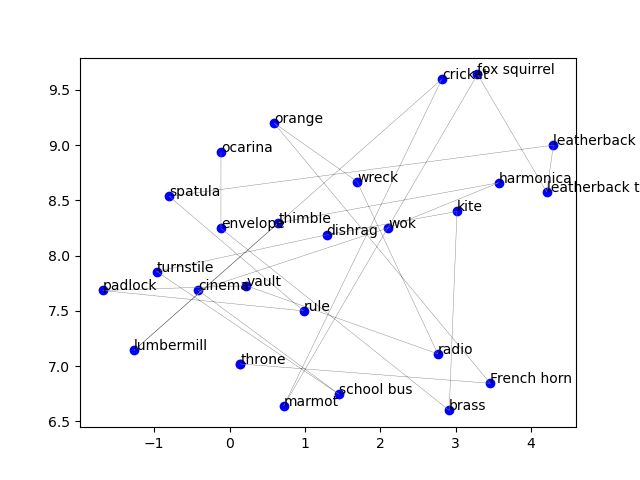 fox squirrel
cricket
9.5
orange
9.0
leatherback
ocarina
wreck
harmonica
8.5
spatula
leatherback t
kite
envelope
thimble
wok
dishrag
8.0
turnstile
padlock
cinema
vault
7.5
rule
lumbermill
radio
7.0
throne
French horn
school bus
marmot
brass
6.5
−1
0
1
2
3
4